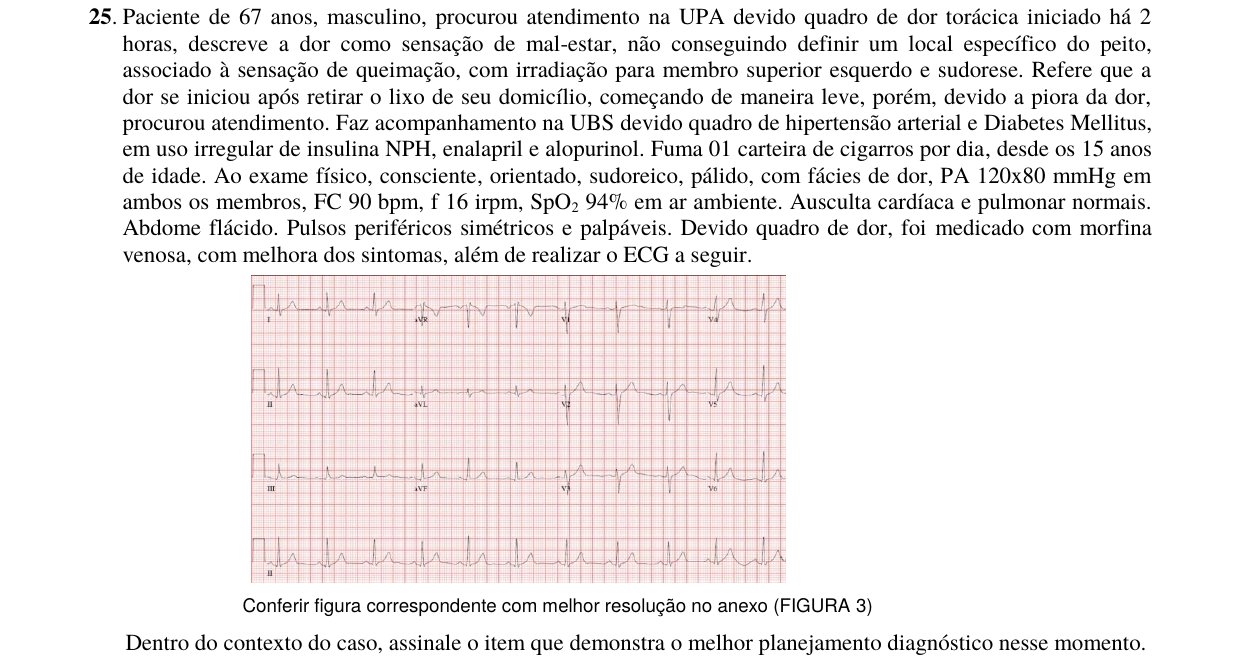 25. Paciente de 67 anos, masculino, procurou atendimento na UPA devido quadro de dor torácica iniciado há 2
horas, descreve a dor como sensação de mal-estar, não conseguindo definir um local específico do peito,
associado à sensação de queimação, com irradiação para membro superior esquerdo e sudorese. Refere que a
dor se iniciou após retirar o lixo de seu domicílio, começando de maneira leve, porém, devido a piora da dor,
procurou atendimento. Faz acompanhamento na UBS devido quadro de hipertensão arterial e Diabetes Mellitus,
em uso irregular de insulina NPH, enalapril e alopurinol. Fuma 01 carteira de cigarros por dia, desde os 15 anos
de idade. Ao exame físico, consciente, orientado, sudoreico, pálido, com fácies de dor, PA 120x80 mmHg em
ambos os membros, FC 90 bpm, f 16 irpm, SpO₂ 94% em ar ambiente. Ausculta cardíaca e pulmonar normais.
Abdome flácido. Pulsos periféricos simétricos e palpáveis. Devido quadro de dor, foi medicado com morfina
venosa, com melhora dos sintomas, além de realizar o ECG a seguir.
I aVR V1 V4
II aVL V2 V5
III aVF V3 V6
II
Conferir figura correspondente com melhor resolução no anexo (FIGURA 3)
Dentro do contexto do caso, assinale o item que demonstra o melhor planejamento diagnóstico nesse momento.